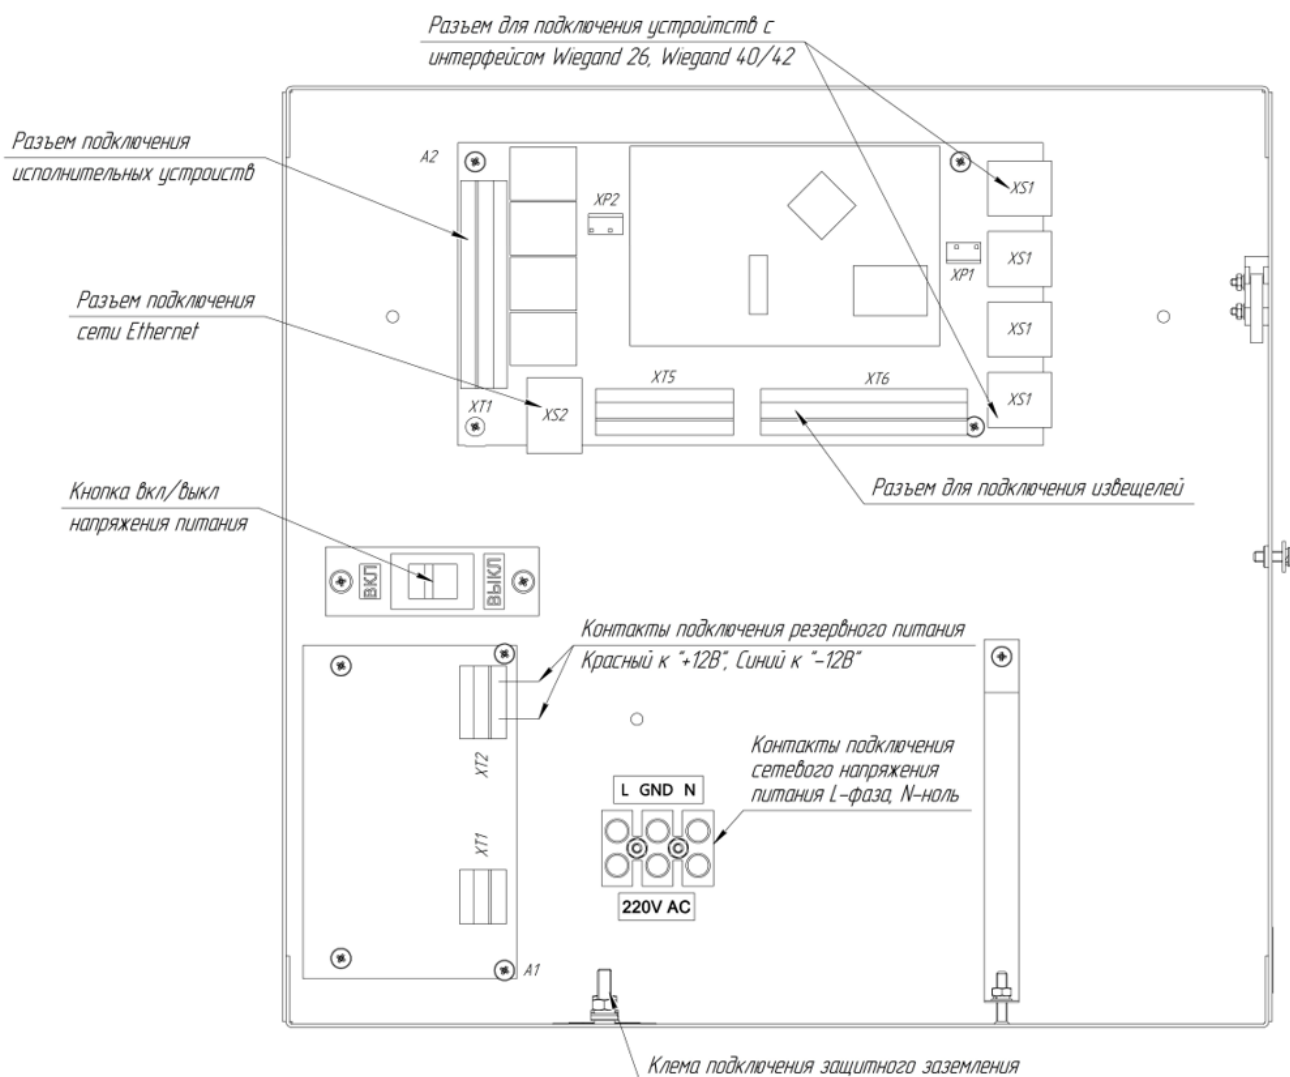 Разъем для подключения устройтств с
интерфейсом Wiegand 26, Wiegand 40/42
Разъем подключения
исполнительных устроиств
A2
XP2
XS1
XS1
XP1
Разъем подключения
сети Ethernet
XS1
XT5
XT6
XS1
XT1
XS2
Кнопка вкл/выкл
напряжения питания
Разъем для подключения извещелей
ВКЛ
ВЫКЛ
Контакты подключения резервного питания
Красный к "+12В", Синий к "-12В"
XT2
Контакты подключения
сетевого напряжения
питания L-фаза, N-ноль
L GND N
XT1
220V AC
A1
Клема подключения защитного заземления